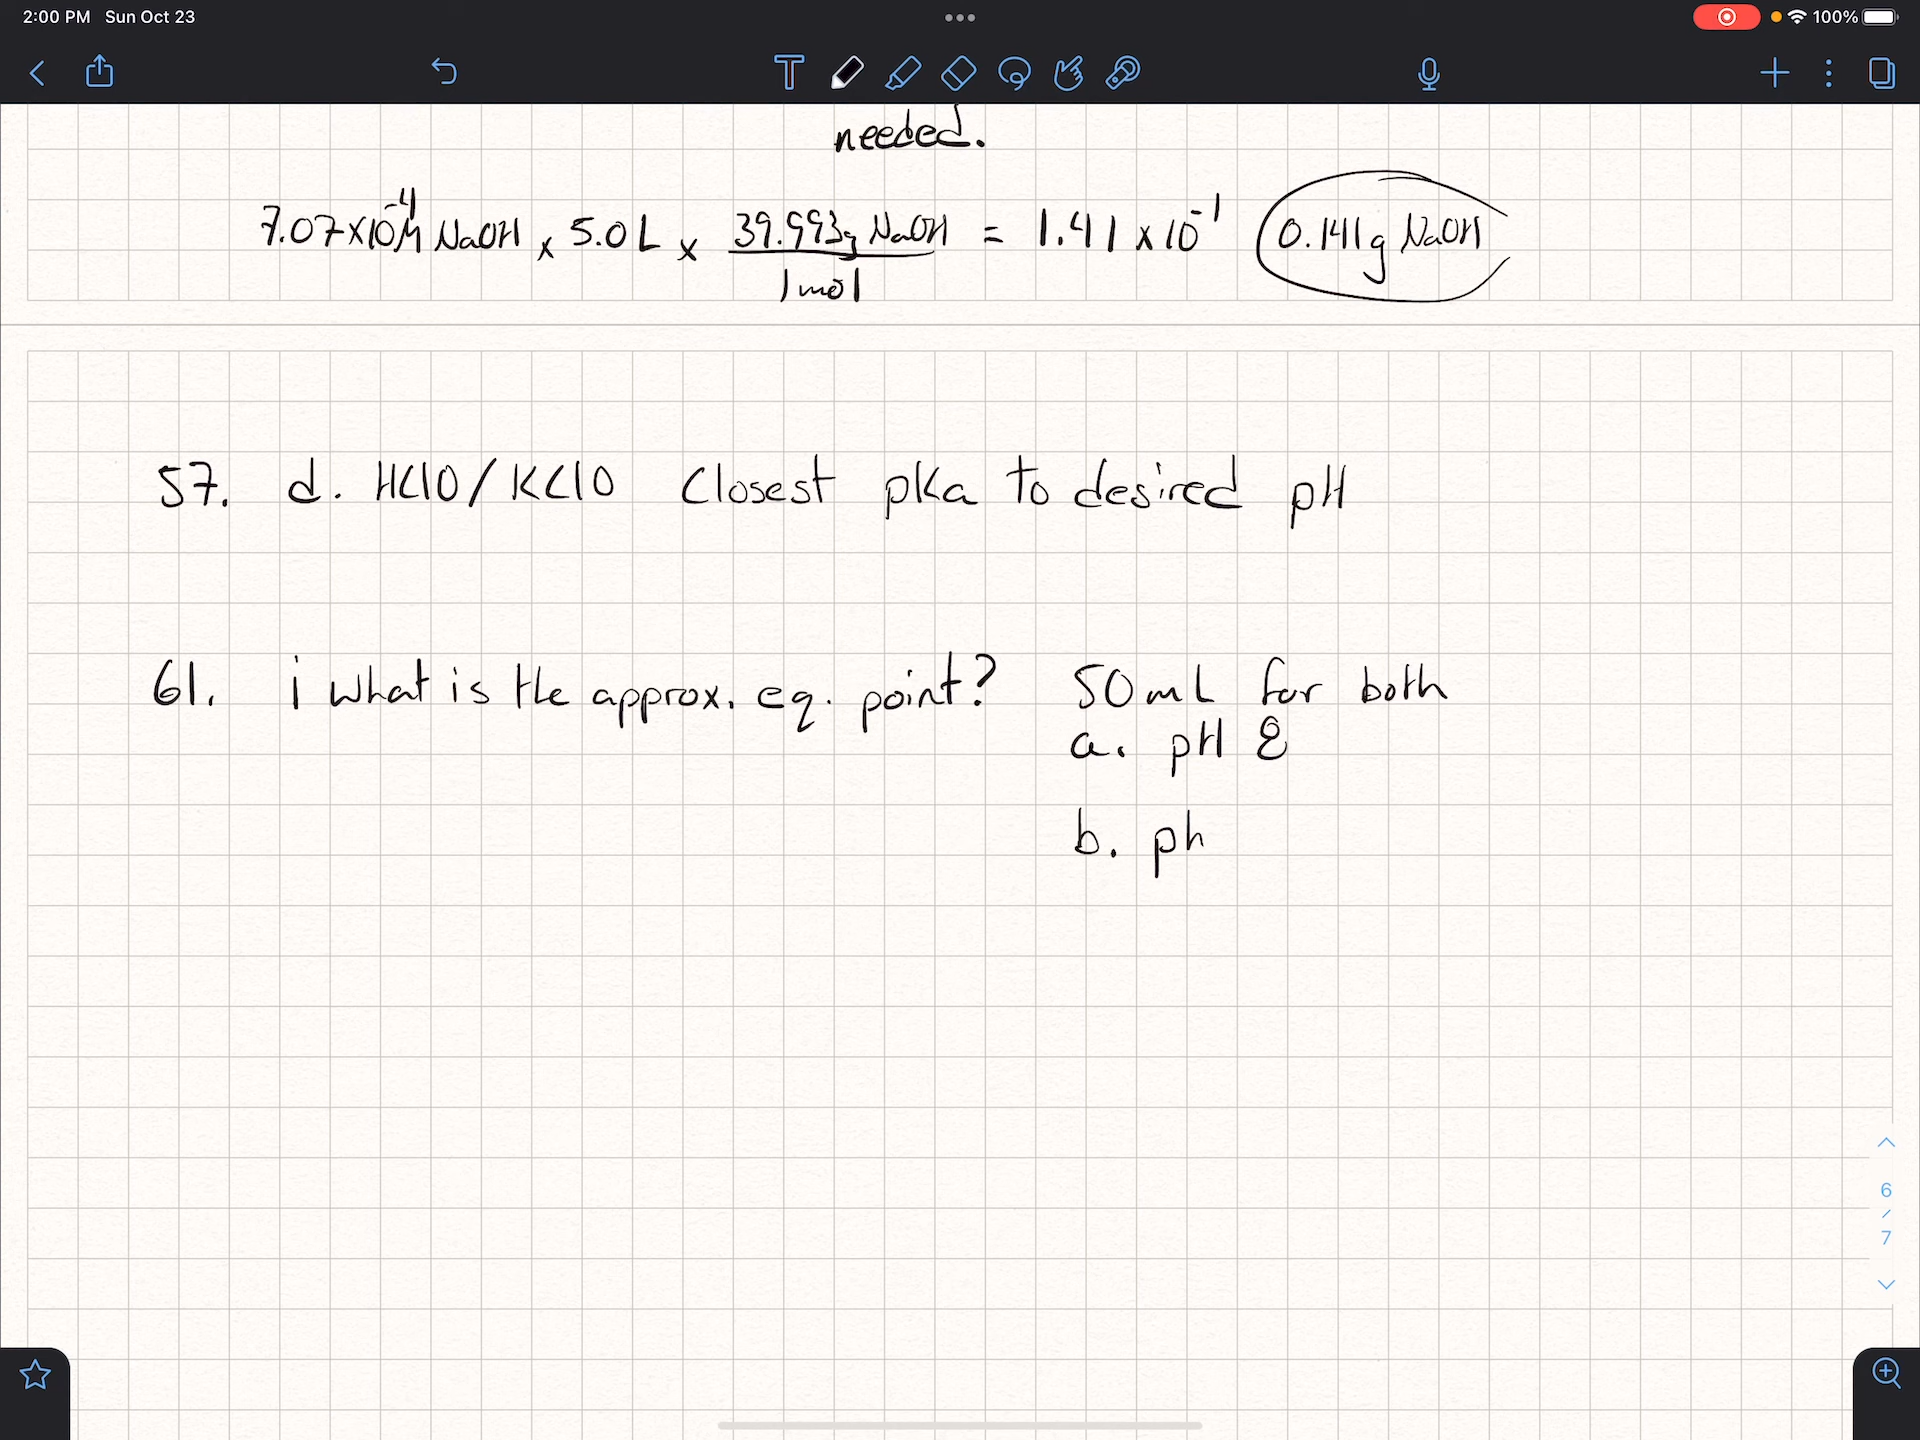 2:00 PM Sun Oct 23
100%
needed.
7.07x10⁻⁴M NaOH x 5.0L x 39.993g NaOH / 1 mol = 1.41 x 10⁻¹ 0.141g NaOH
57. d. HClO/KClO Closest pKa to desired pH
61. i what is the approx. eq. point? 50mL for both
a. pH 8
b. ph
6
/
7